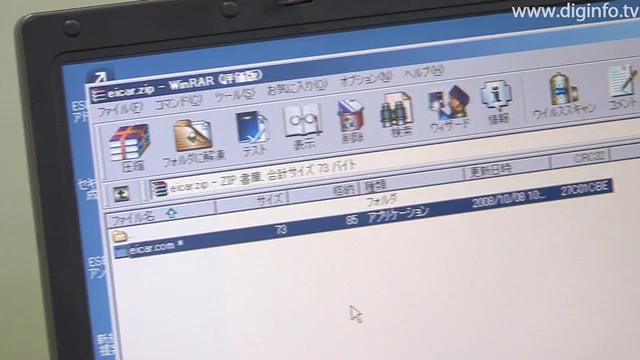 www.diginfo.tv
eicar.zip - WinRAR (評価版)
ファイル(F) コマンド(C) ツール(S) お気に入り(O) オプション(N) ヘルプ(H)
圧縮 フォルダに解凍 テスト 表示 削除 検索 ウィザード 情報 ウイルススキャン コメント
eicar.zip - ZIP 書庫, 合計サイズ 73 バイト
ファイル名 サイズ 格納 種類 更新日時 CRC32
.. フォルダ
eicar.com * 73 85 アプリケーション 2008/10/09 10... 27C01CBE